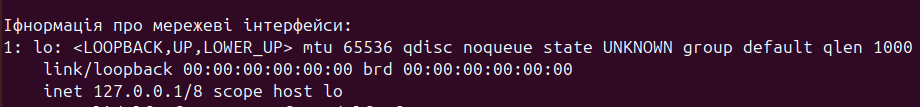 Іфнормація про мережеві інтерфейси:
1: lo: <LOOPBACK,UP,LOWER_UP> mtu 65536 qdisc noqueue state UNKNOWN group default qlen 1000
link/loopback 00:00:00:00:00:00 brd 00:00:00:00:00:00
inet 127.0.0.1/8 scope host lo